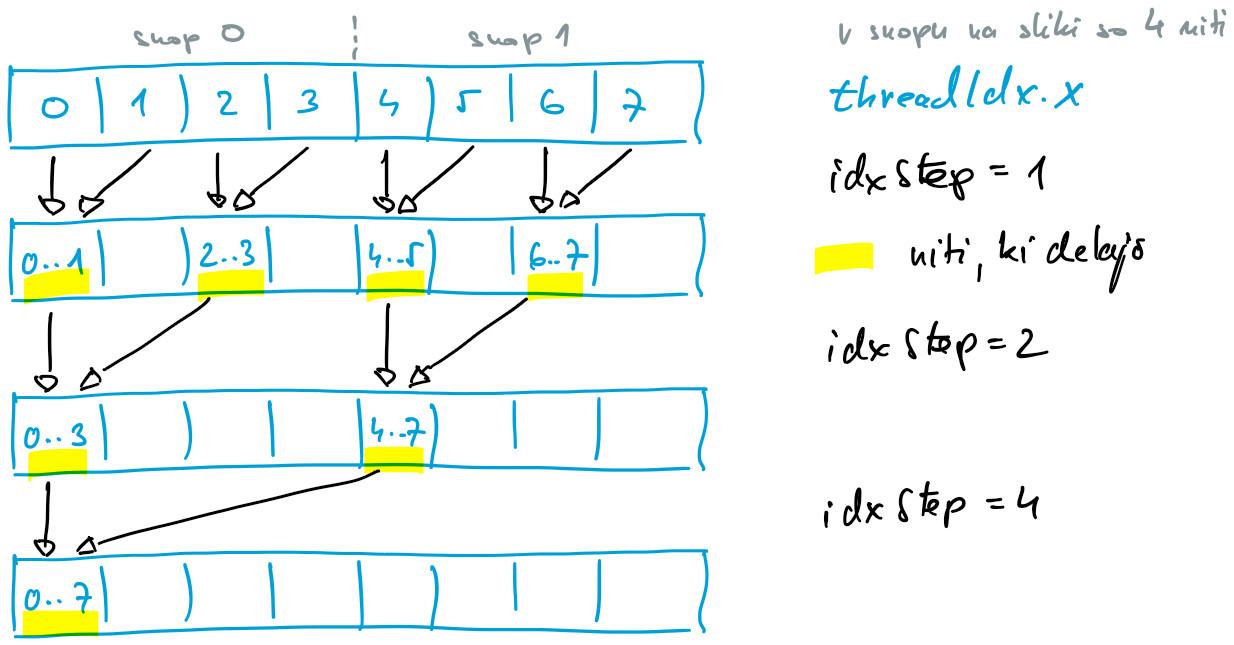 snop 0 snop 1 v snopu na sliki so 4 niti
0 1 2 3 4 5 6 7 threadIdx.x
idxStep = 1
0..1 2..3 4..5 6..7 niti, ki delajo
idxStep = 2
0..3 4..7
idxStep = 4
0..7